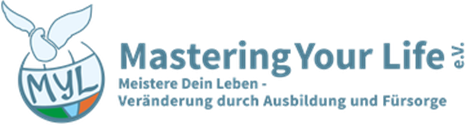 MYL
Mastering Your Life e.V.
Meistere Dein Leben -
Veränderung durch Ausbildung und Fürsorge